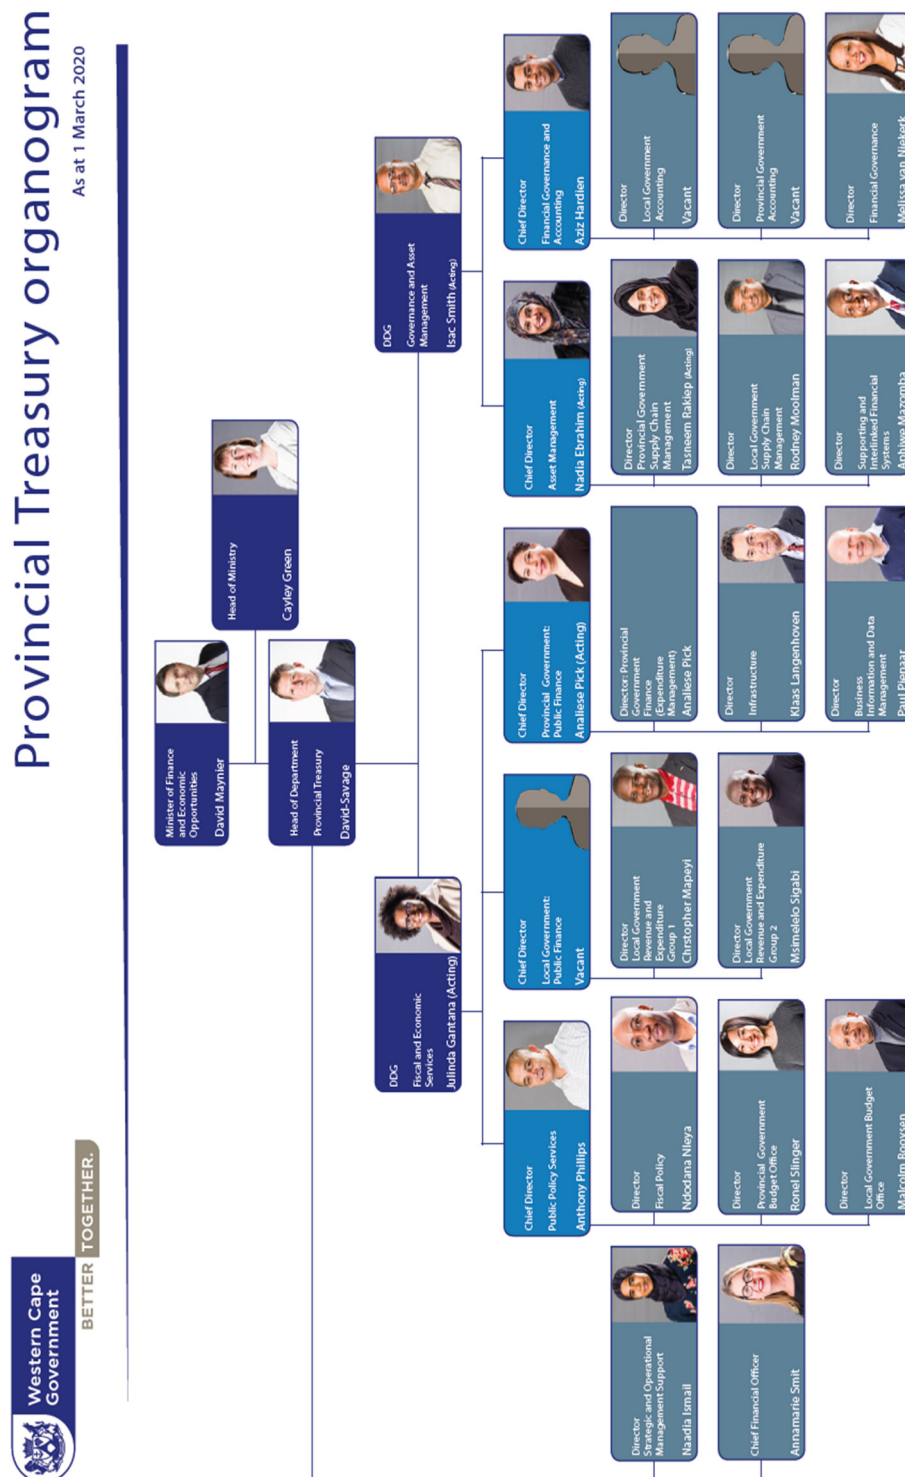 Western Cape
Government
BETTER TOGETHER.
Provincial Treasury organogram
As at 1 March 2020
Minister of Finance
and Economic
Opportunities
David Maynier
Head of Ministry
Cayley Green
Head of Department
Provincial Treasury
David-Savage
DDG
Fiscal and Economic
Services
Julinda Gantana (Acting)
DDG
Governance and Asset
Management
Isac Smith (Acting)
Chief Director
Public Policy Services
Anthony Phillips
Chief Director
Local Government:
Public Finance
Vacant
Chief Director
Provincial Government:
Public Finance
Analiese Pick (Acting)
Chief Director
Asset Management
Nadia Ebrahim (Acting)
Chief Director
Financial Governance and
Accounting
Aziz Hardien
Director
Strategic and Operational
Management Support
Naadia Ismail
Director
Fiscal Policy
Ndodana Nleya
Director
Local Government
Revenue and
Expenditure
Group 1
Chrstopher Mapeyi
Director: Provincial
Government
Finance
(Expenditure
Management)
Analiese Pick
Director
Provincial Government
Supply Chain
Management
Tasneem Rakiep (Acting)
Director
Local Government
Accounting
Vacant
Chief Financial Officer
Annamarie Smit
Director
Provincial Government
Budget Office
Ronel Slinger
Director
Local Government
Revenue and Expenditure
Group 2
Msimelelo Sigabi
Director
Infrastructure
Klaas Langenhoven
Director
Local Government
Supply Chain
Management
Rodney Moolman
Director
Provincial Government
Accounting
Vacant
Director
Local Government Budget
Office
Malcolm Booysen
Director
Business
Information and Data
Management
Paul Pienaar
Director
Supporting and
Interlinked Financial
Systems
Aphiwe Mazomba
Director
Financial Governance
Melissa van Niekerk